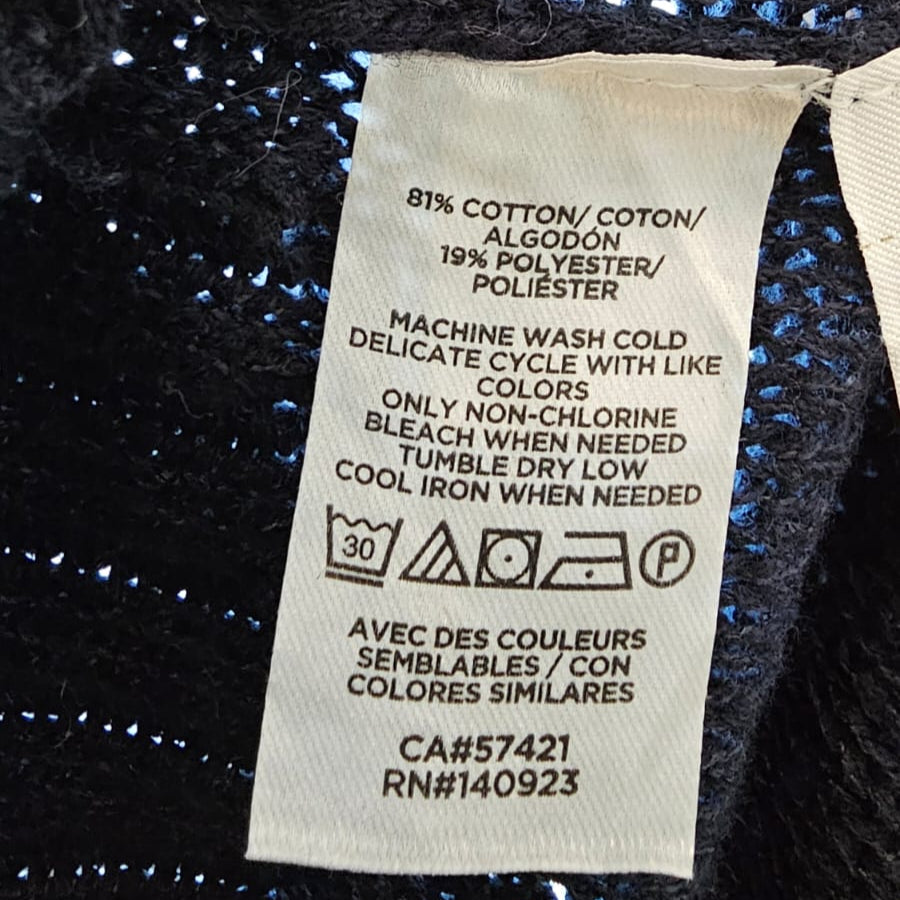 81% COTTON/ COTON/
ALGODÓN
19% POLYESTER/
POLIÉSTER
MACHINE WASH COLD
DELICATE CYCLE WITH LIKE
COLORS
ONLY NON-CHLORINE
BLEACH WHEN NEEDED
TUMBLE DRY LOW
COOL IRON WHEN NEEDED
30 P
AVEC DES COULEURS
SEMBLABLES / CON
COLORES SIMILARES
CA#57421
RN#140923